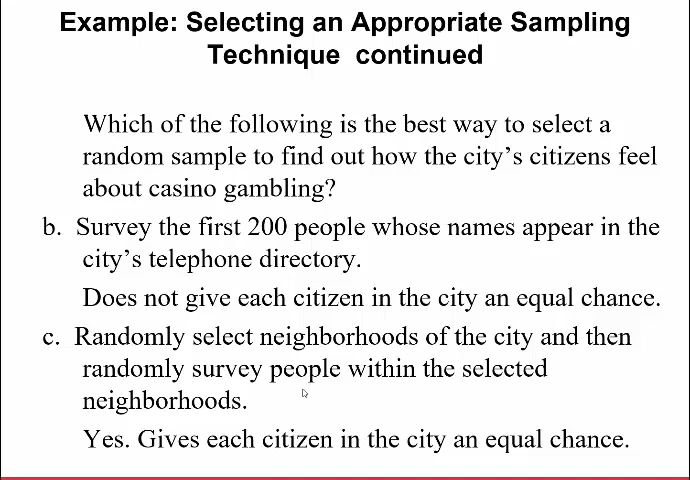 Example: Selecting an Appropriate Sampling
Technique continued
Which of the following is the best way to select a
random sample to find out how the city’s citizens feel
about casino gambling?
b. Survey the first 200 people whose names appear in the
city’s telephone directory.
Does not give each citizen in the city an equal chance.
c. Randomly select neighborhoods of the city and then
randomly survey people within the selected
neighborhoods.
Yes. Gives each citizen in the city an equal chance.